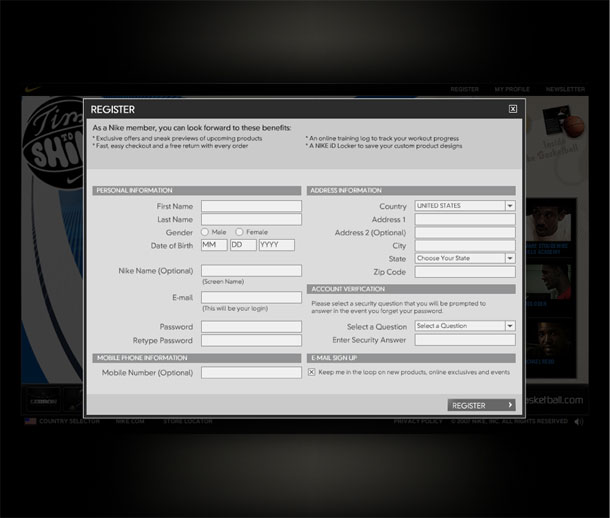 REGISTER MY PROFILE NEWSLETTER
REGISTER
As a Nike member, you can look forward to these benefits:
* Exclusive offers and sneak previews of upcoming products
* Fast, easy checkout and a free return with every order
* An online training log to track your workout progress
* A NIKE iD Locker to save your custom product designs
PERSONAL INFORMATION
First Name
Last Name
Gender Male Female
Date of Birth MM DD YYYY
Nike Name (Optional)
(Screen Name)
E-mail
(This will be your login)
Password
Retype Password
MOBILE PHONE INFORMATION
Mobile Number (Optional)
ADDRESS INFORMATION
Country UNITED STATES
Address 1
Address 2 (Optional)
City
State Choose Your State
Zip Code
ACCOUNT VERIFICATION
Please select a security question that you will be prompted to
answer in the event you forget your password.
Select a Question Select a Question
Enter Security Answer
E-MAIL SIGN UP
Keep me in the loop on new products, online exclusives and events
REGISTER
TO
SHIN
Inside
Basketball
asketball.com
COUNTRY SELECTOR NIKE.COM STORE LOCATOR PRIVACY POLICY © 2007 NIKE, INC. ALL RIGHTS RESERVED